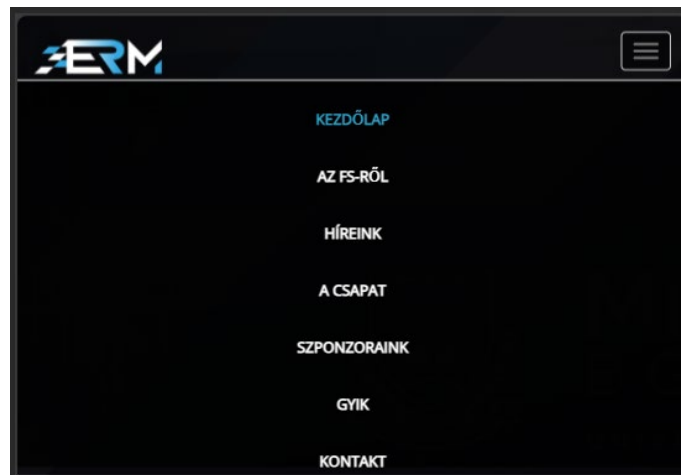 ERM
KEZDŐLAP
AZ FS-RŐL
HÍREINK
A CSAPAT
SZPONZORAINK
GYIK
KONTAKT